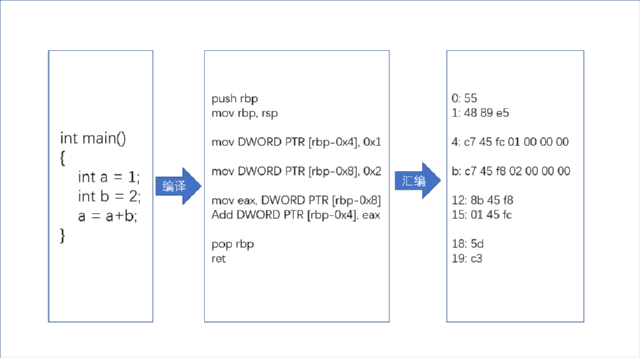 int main()
{
int a = 1;
int b = 2;
a = a+b;
}
编译
push rbp
mov rbp, rsp
mov DWORD PTR [rbp-0x4], 0x1
mov DWORD PTR [rbp-0x8], 0x2
mov eax, DWORD PTR [rbp-0x8]
Add DWORD PTR [rbp-0x4], eax
pop rbp
ret
汇编
0: 55
1: 48 89 e5
4: c7 45 fc 01 00 00 00
b: c7 45 f8 02 00 00 00
12: 8b 45 f8
15: 01 45 fc
18: 5d
19: c3